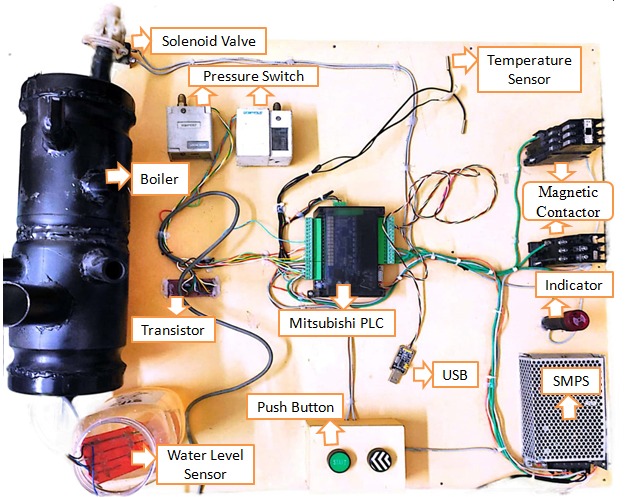 Solenoid Valve
Pressure Switch
Temperature
Sensor
Boiler
Magnetic
Contactor
Indicator
Transistor
Mitsubishi PLC
USB
SMPS
Push Button
Water Level
Sensor